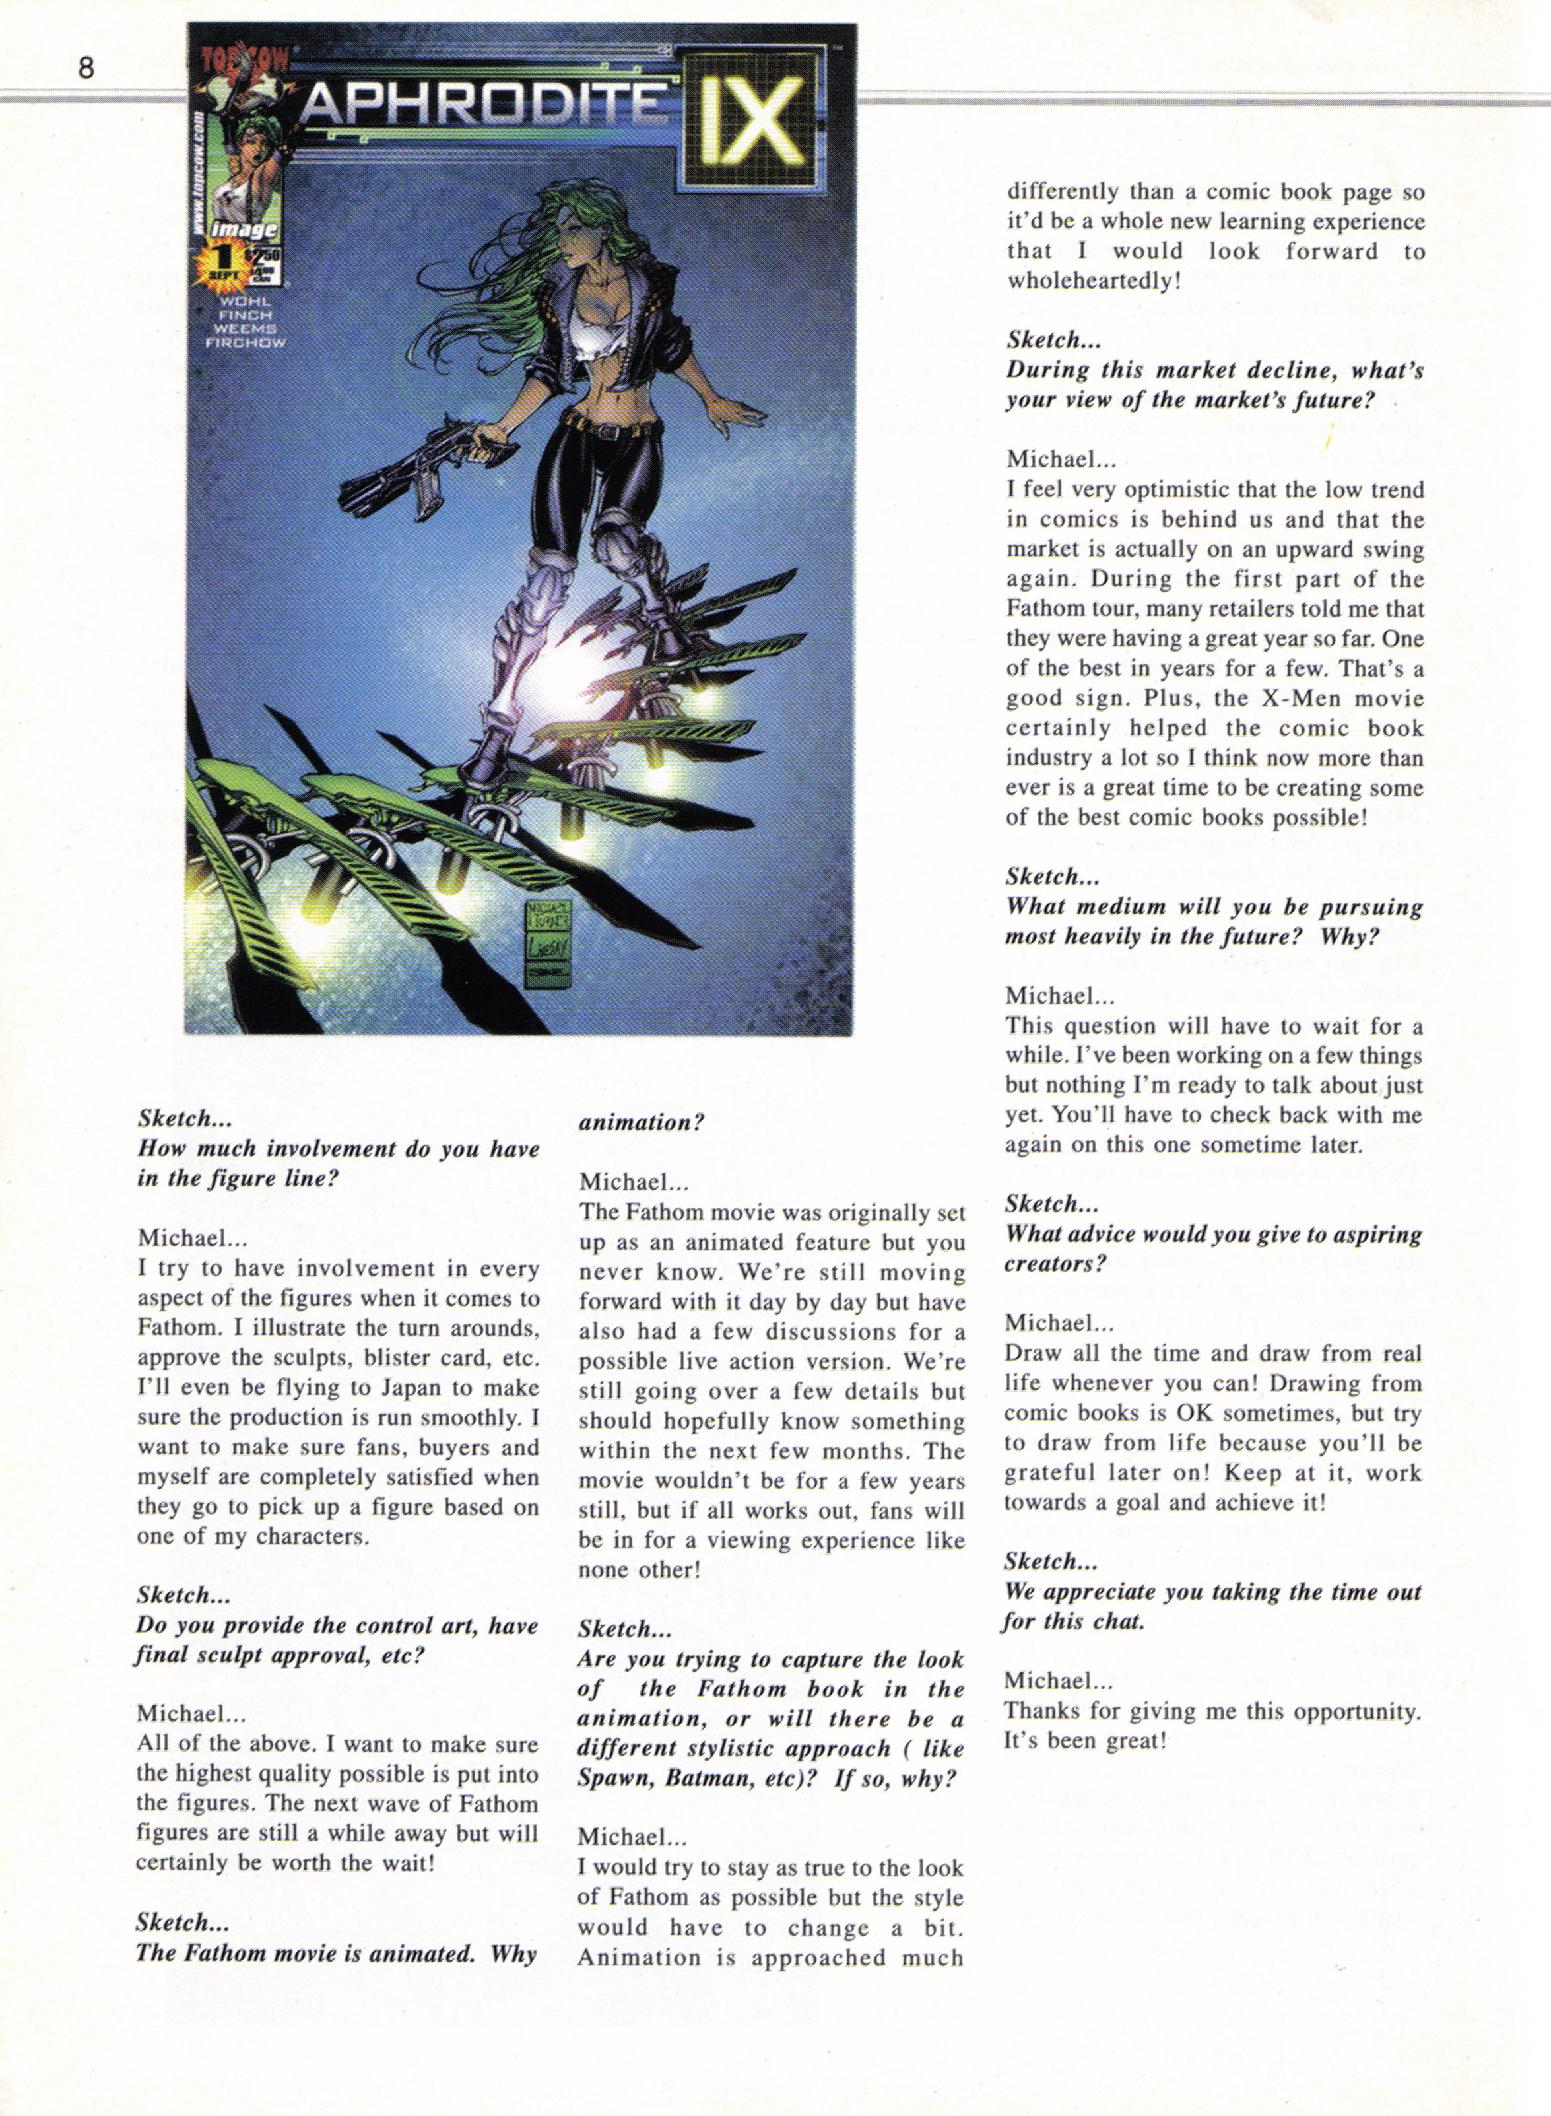 8
TOP COW
APHRODITE
IX
www.topcow.com
image
1
SEPT
$2.50
CAN
WOHL
FINCH
WEEMS
FIRCHOW
Sketch...
How much involvement do you have
in the figure line?
Michael...
I try to have involvement in every
aspect of the figures when it comes to
Fathom. I illustrate the turn arounds,
approve the sculpts, blister card, etc.
I'll even be flying to Japan to make
sure the production is run smoothly. I
want to make sure fans, buyers and
myself are completely satisfied when
they go to pick up a figure based on
one of my characters.
Sketch...
Do you provide the control art, have
final sculpt approval, etc?
Michael...
All of the above. I want to make sure
the highest quality possible is put into
the figures. The next wave of Fathom
figures are still a while away but will
certainly be worth the wait!
Sketch...
The Fathom movie is animated.  Why
animation?
Michael...
The Fathom movie was originally set
up as an animated feature but you
never know. We're still moving
forward with it day by day but have
also had a few discussions for a
possible live action version. We're
still going over a few details but
should hopefully know something
within the next few months. The
movie wouldn't be for a few years
still, but if all works out, fans will
be in for a viewing experience like
none other!
Sketch...
Are you trying to capture the look
of the Fathom book in the
animation, or will there be a
different stylistic approach ( like
Spawn, Batman, etc)?  If so, why?
Michael...
I would try to stay as true to the look
of Fathom as possible but the style
would have to change a bit.
Animation is approached much
differently than a comic book page so
it'd be a whole new learning experience
that I would look forward to
wholeheartedly!
Sketch...
During this market decline, what's
your view of the market's future?
Michael...
I feel very optimistic that the low trend
in comics is behind us and that the
market is actually on an upward swing
again. During the first part of the
Fathom tour, many retailers told me that
they were having a great year so far. One
of the best in years for a few. That's a
good sign. Plus, the X-Men movie
certainly helped the comic book
industry a lot so I think now more than
ever is a great time to be creating some
of the best comic books possible!
Sketch...
What medium will you be pursuing
most heavily in the future?  Why?
Michael...
This question will have to wait for a
while. I've been working on a few things
but nothing I'm ready to talk about just
yet. You'll have to check back with me
again on this one sometime later.
Sketch...
What advice would you give to aspiring
creators?
Michael...
Draw all the time and draw from real
life whenever you can! Drawing from
comic books is OK sometimes, but try
to draw from life because you'll be
grateful later on! Keep at it, work
towards a goal and achieve it!
Sketch...
We appreciate you taking the time out
for this chat.
Michael...
Thanks for giving me this opportunity.
It's been great!